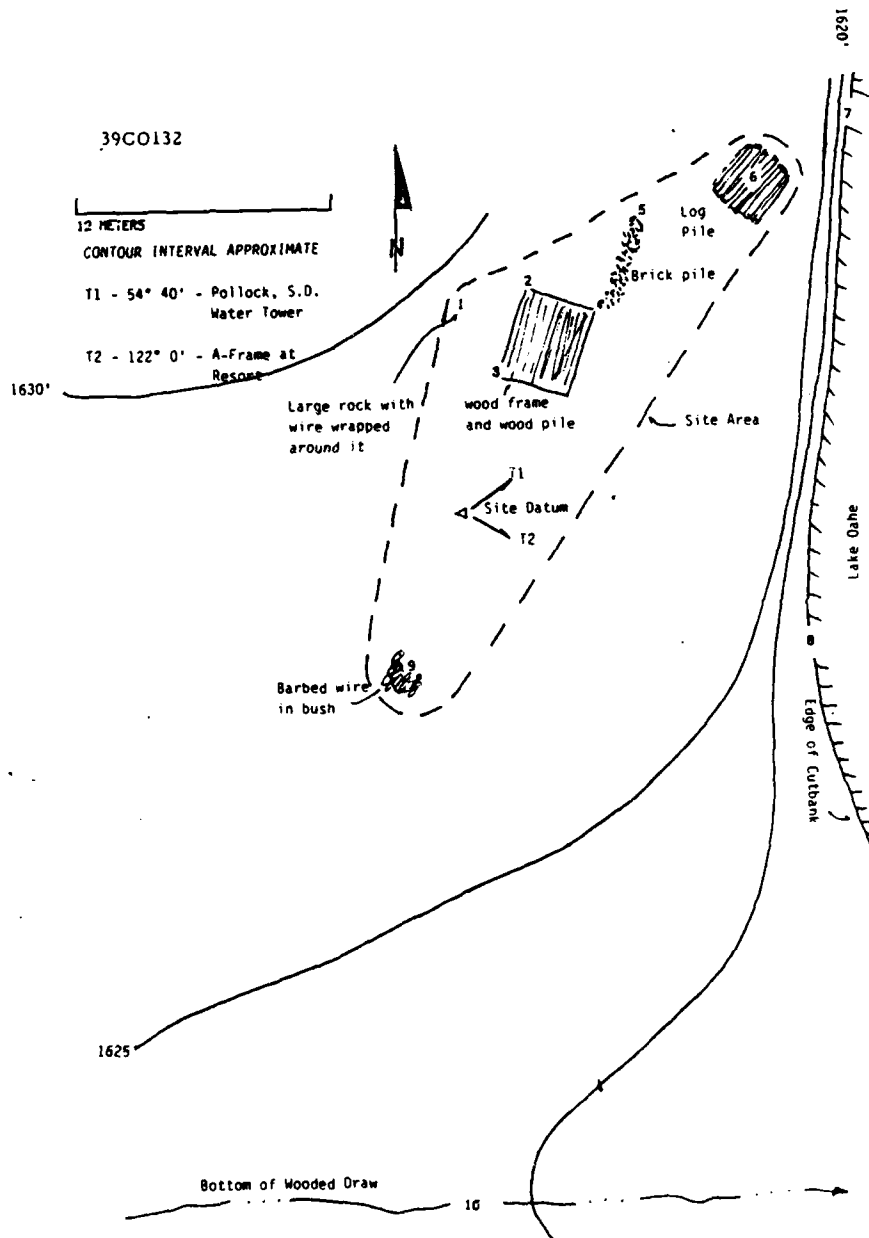 1620'
39CO132
12 METERS
CONTOUR INTERVAL APPROXIMATE
N
T1 - 54° 40' - Pollock, S.D.
Water Tower
T2 - 122° 0' - A-Frame at
Resort
1630'
7
6
Log
Pile
5
Brick pile
2
1
3
Large rock with
wire wrapped
around it
wood frame
and wood pile
Site Area
T1
Site Datum
T2
Lake Oahe
8
9
Barbed wire
in bush
Edge of Cutbank
1625
Bottom of Wooded Draw
10